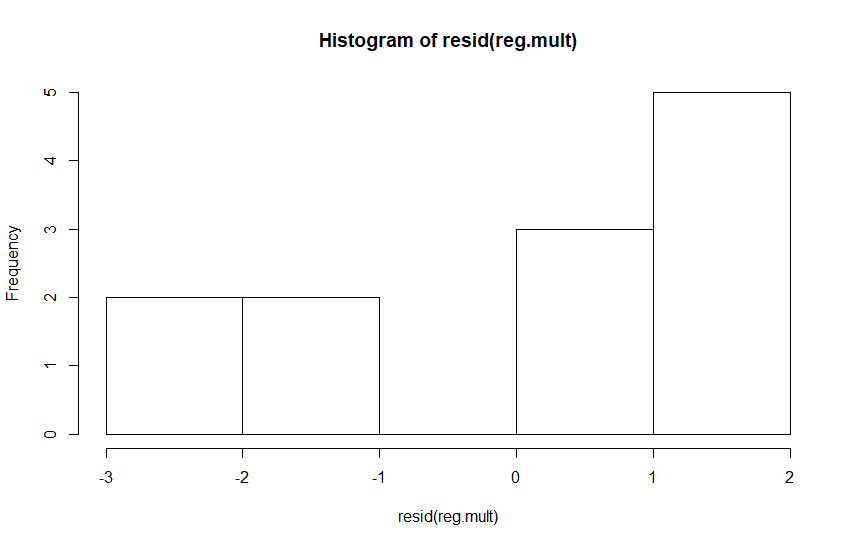 Histogram of resid(reg.mult)
Frequency
5
4
3
2
1
0
-3 -2 -1 0 1 2
resid(reg.mult)